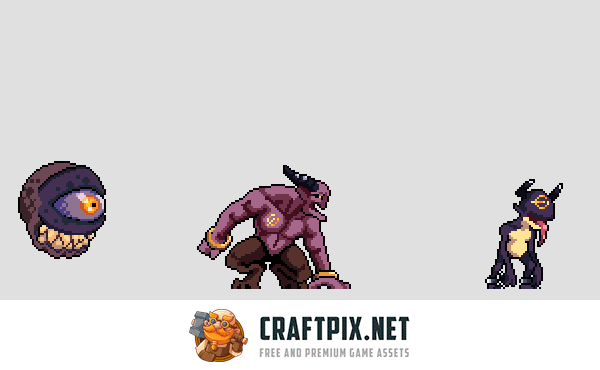 CRAFTPIX.NET
FREE AND PREMIUM GAME ASSETS